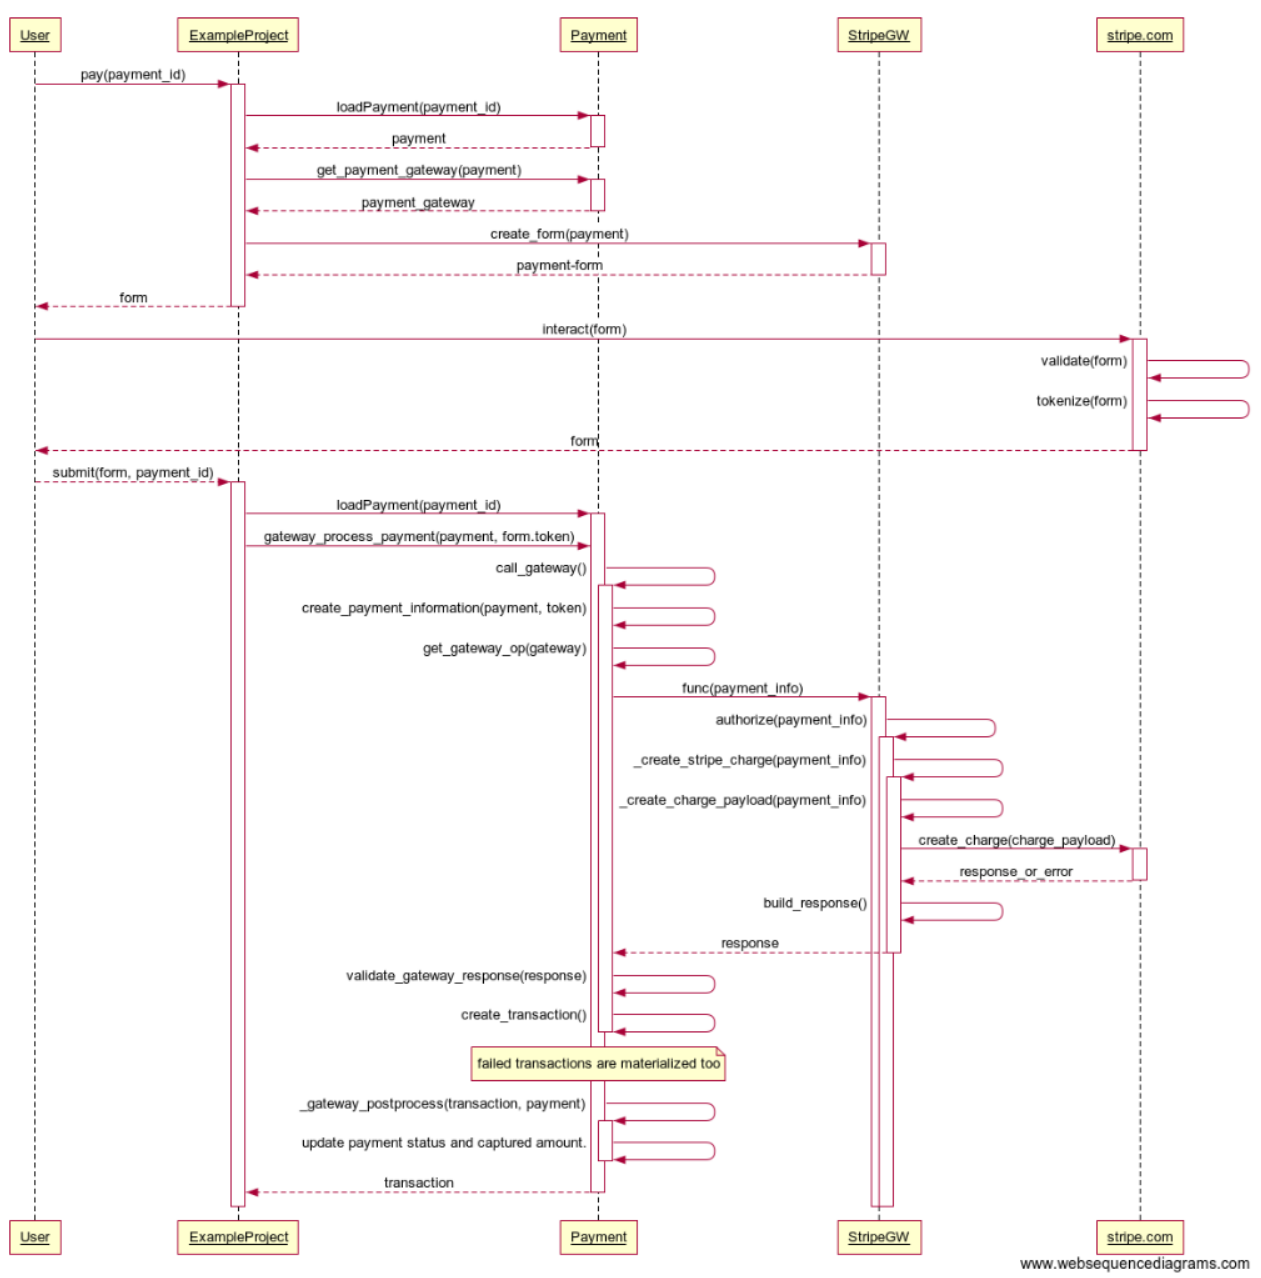 User
ExampleProject
Payment
StripeGW
stripe.com
pay(payment_id)
loadPayment(payment_id)
payment
get_payment_gateway(payment)
payment_gateway
create_form(payment)
payment-form
form
interact(form)
validate(form)
tokenize(form)
form
submit(form, payment_id)
loadPayment(payment_id)
gateway_process_payment(payment, form.token)
call_gateway()
create_payment_information(payment, token)
get_gateway_op(gateway)
func(payment_info)
authorize(payment_info)
_create_stripe_charge(payment_info)
_create_charge_payload(payment_info)
create_charge(charge_payload)
response_or_error
build_response()
response
validate_gateway_response(response)
create_transaction()
failed transactions are materialized too
_gateway_postprocess(transaction, payment)
update payment status and captured amount.
transaction
User
ExampleProject
Payment
StripeGW
stripe.com
www.websequencediagrams.com